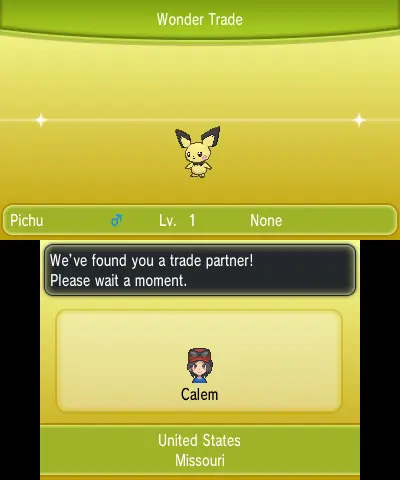 Wonder Trade
Pichu ♂ Lv. 1 None
We've found you a trade partner!
Please wait a moment.
Calem
United States
Missouri